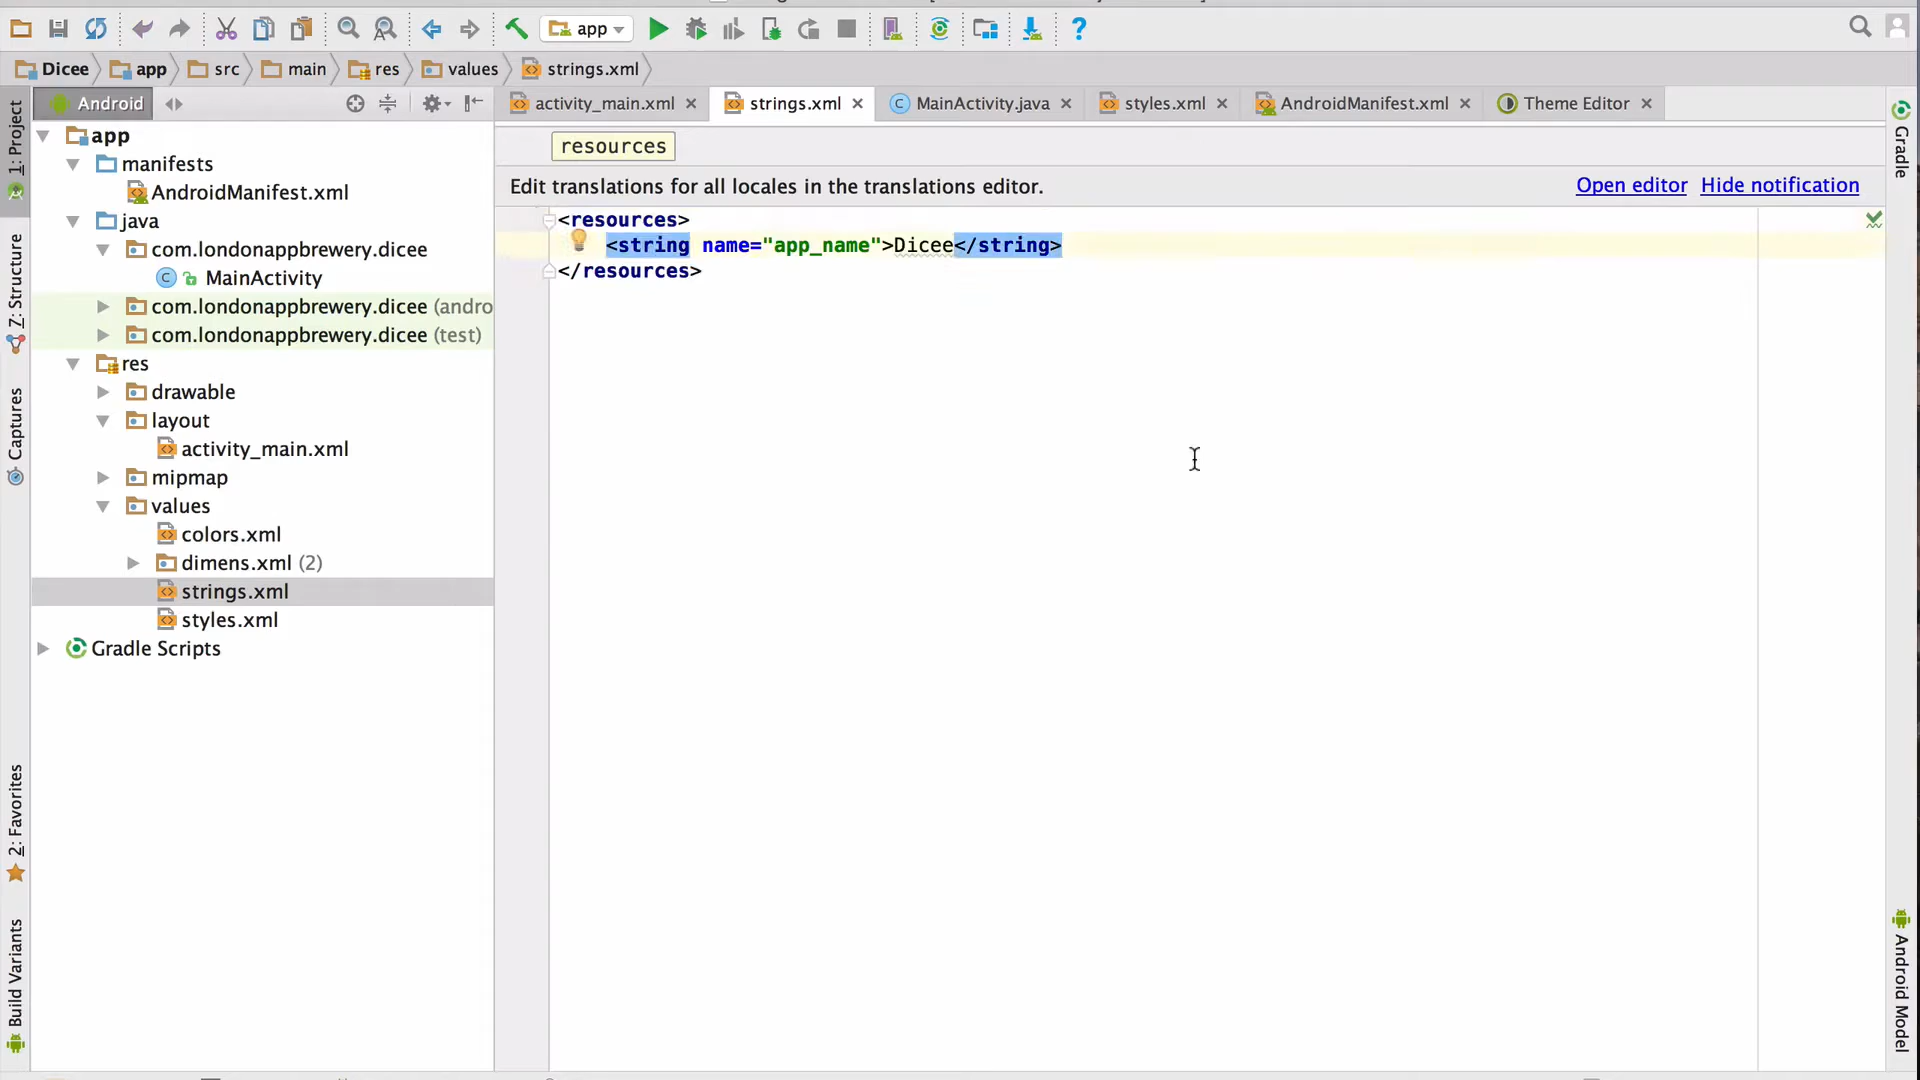 app
Dicee app src main res values strings.xml
Android
activity_main.xml strings.xml MainActivity.java styles.xml AndroidManifest.xml Theme Editor
resources
Edit translations for all locales in the translations editor. Open editor Hide notification
<resources>
<string name="app_name">Dicee</string>
</resources>
app
manifests
AndroidManifest.xml
java
com.londonappbrewery.dicee
MainActivity
com.londonappbrewery.dicee (andro
com.londonappbrewery.dicee (test)
res
drawable
layout
activity_main.xml
mipmap
values
colors.xml
dimens.xml (2)
strings.xml
styles.xml
Gradle Scripts
1: Project
Z: Structure
Captures
2: Favorites
Build Variants
Gradle
Android Model